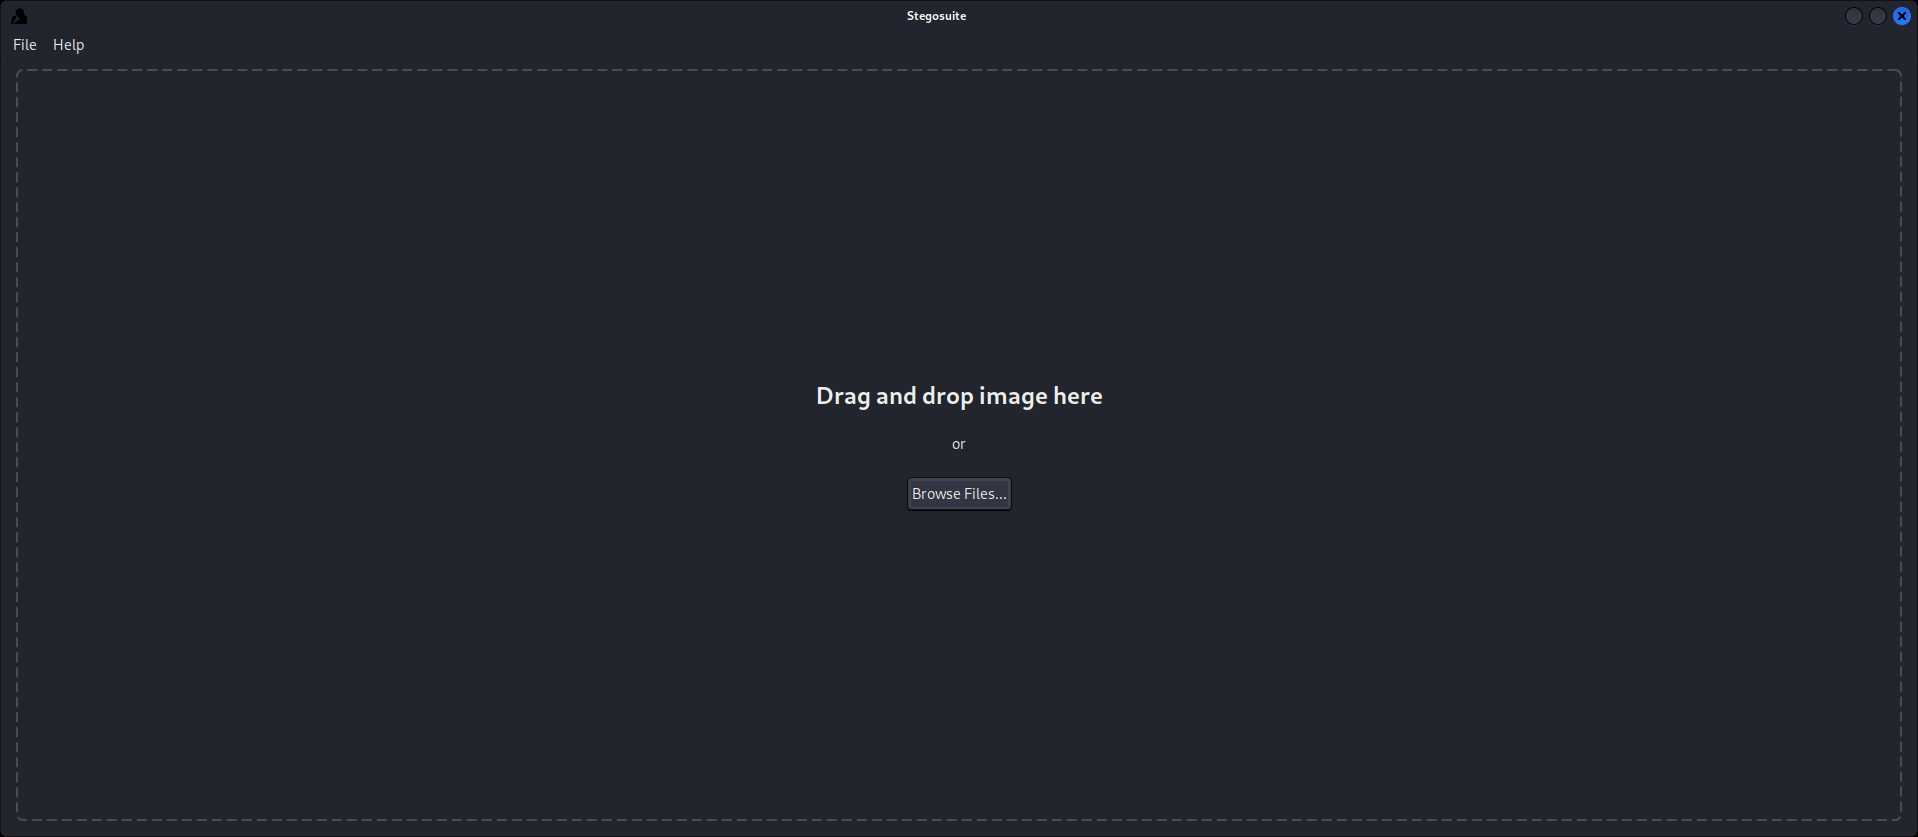 Stegosuite
File Help
Drag and drop image here
or
Browse Files...